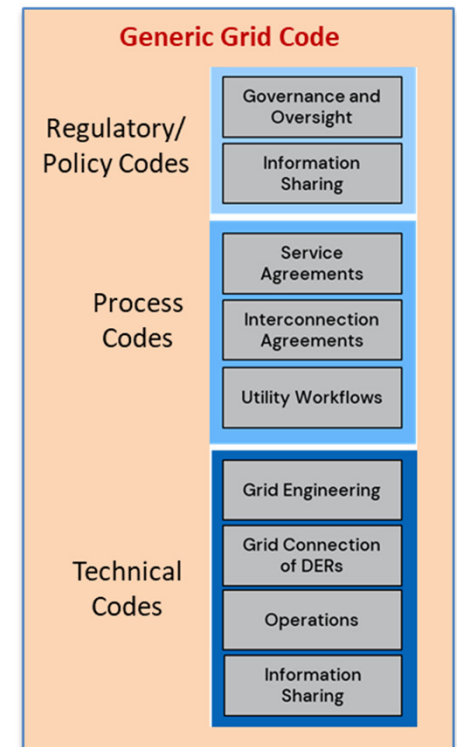 Generic Grid Code
Regulatory/
Policy Codes
Governance and
Oversight
Information
Sharing
Process
Codes
Service
Agreements
Interconnection
Agreements
Utility Workflows
Technical
Codes
Grid Engineering
Grid Connection
of DERs
Operations
Information
Sharing